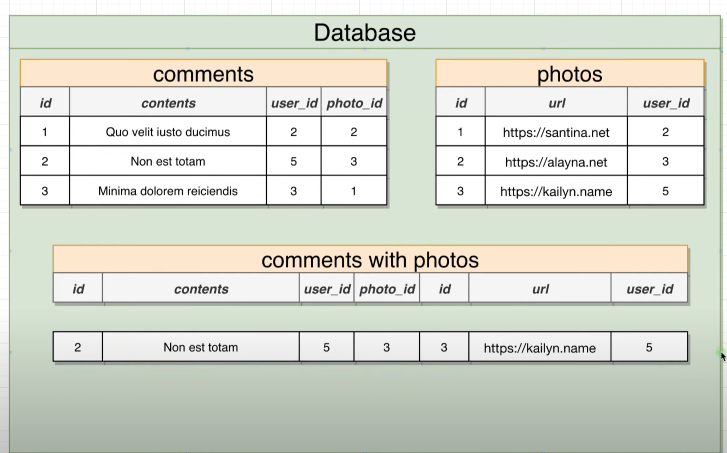 Database
comments
id contents user_id photo_id
1 Quo velit iusto ducimus 2 2
2 Non est totam 5 3
3 Minima dolorem reiciendis 3 1
photos
id url user_id
1 https://santina.net 2
2 https://alayna.net 3
3 https://kailyn.name 5
comments with photos
id contents user_id photo_id id url user_id
2 Non est totam 5 3 3 https://kailyn.name 5